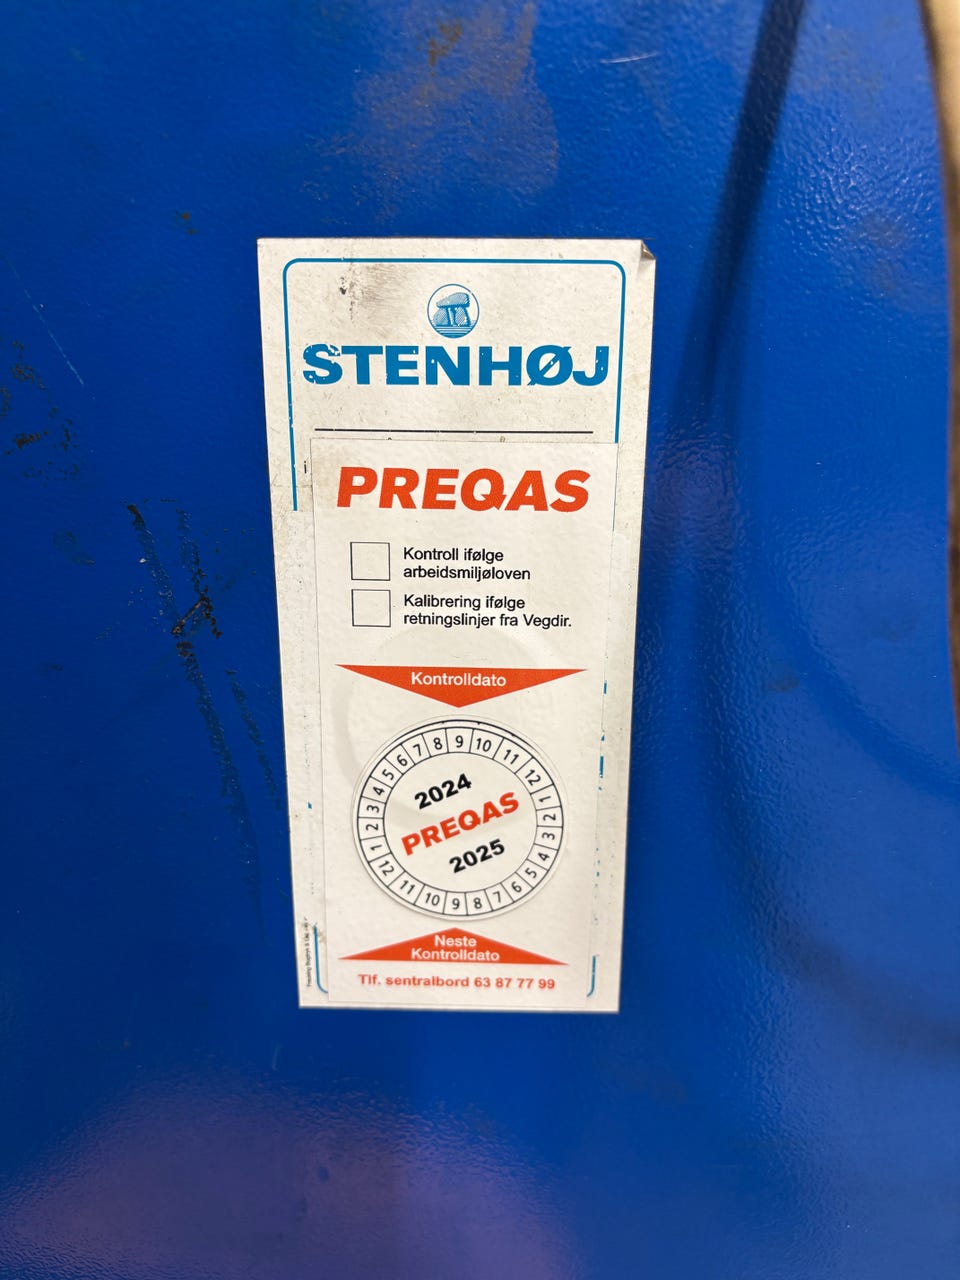 STENHØJ
PREQAS
Kontroll ifølge
arbeidsmiljøloven
Kalibrering ifølge
retningslinjer fra Vegdir.
Kontrolldato
1 2 3 4 5 6 7 8 9 10 11 12
2024
PREQAS
2025
1 2 3 4 5 6 7 8 9 10 11 12
Neste
Kontrolldato
Tlf. sentralbord 63 87 77 99